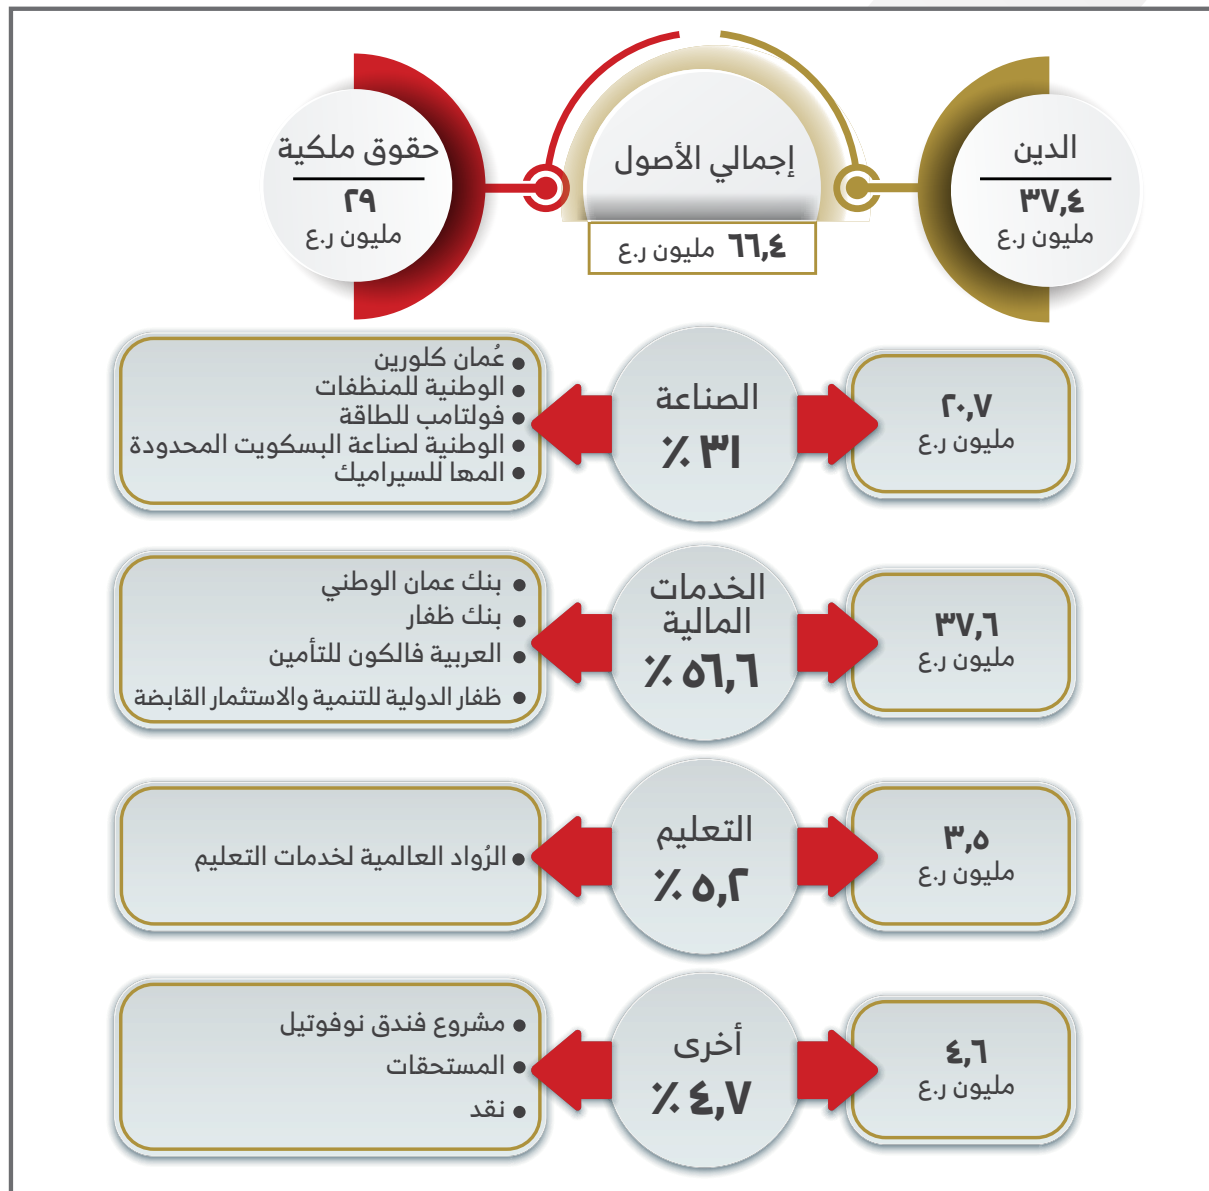 الدين
٣٧,٤
مليون ر.ع
إجمالي الأصول
٦٦,٤ مليون ر.ع
حقوق ملكية
٢٩
مليون ر.ع
٢٠,٧
مليون ر.ع
الصناعة
٣١ ٪
● عُمان كلورين
● الوطنية للمنظفات
● فولتامب للطاقة
● الوطنية لصناعة البسكويت المحدودة
● المها للسيراميك
٣٧,٦
مليون ر.ع
الخدمات
المالية
٥٦,٦ ٪
● بنك عمان الوطني
● بنك ظفار
● العربية فالكون للتأمين
● ظفار الدولية للتنمية والاستثمار القابضة
٣,٥
مليون ر.ع
التعليم
٥,٢ ٪
● الرُواد العالمية لخدمات التعليم
٤,٦
مليون ر.ع
أخرى
٤,٧ ٪
● مشروع فندق نوفوتيل
● المستحقات
● نقد